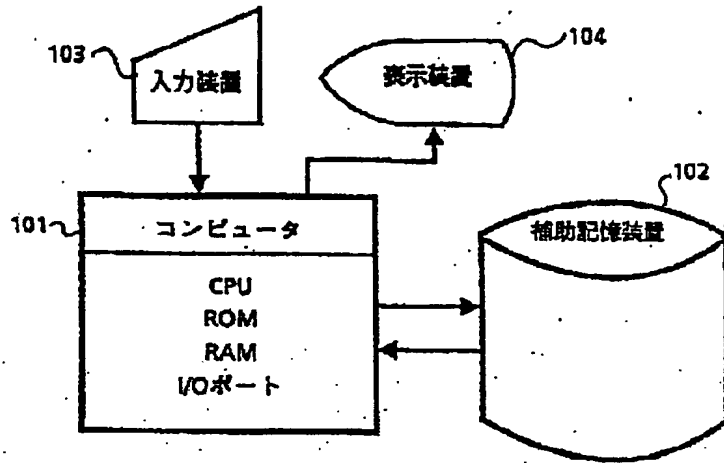 103
入力装置
104
表示装置
102
補助記憶装置
101
コンピュータ
CPU
ROM
RAM
I/Oポート